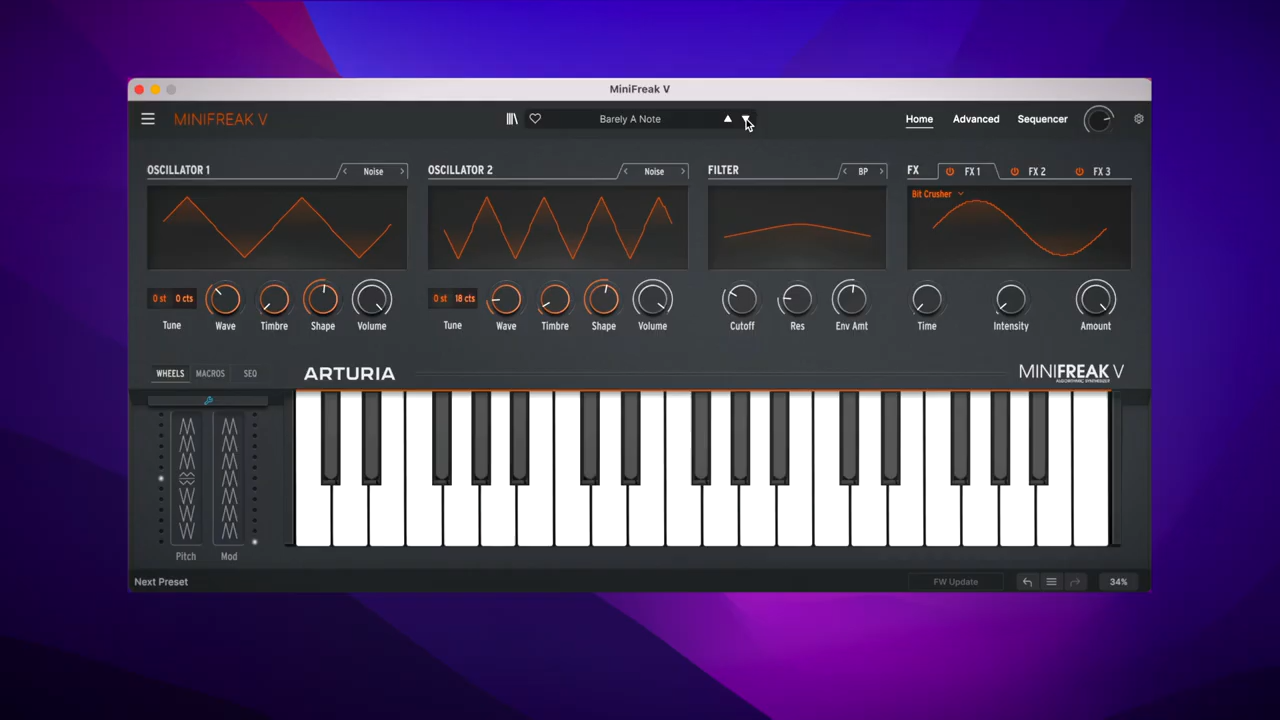 MiniFreak V
MINIFREAK V
Barely A Note
Home Advanced Sequencer
OSCILLATOR 1 Noise
OSCILLATOR 2 Noise
FILTER BP
FX FX 1 FX 2 FX 3
Bit Crusher
0 st 0 cts
Tune Wave Timbre Shape Volume
0 st 18 cts
Tune Wave Timbre Shape Volume
Cutoff Res Env Amt
Time Intensity Amount
WHEELS MACROS SEQ
ARTURIA
MINIFREAK V
ALGORITHMIC SYNTHESIZER
Pitch Mod
Next Preset
FW Update
34%